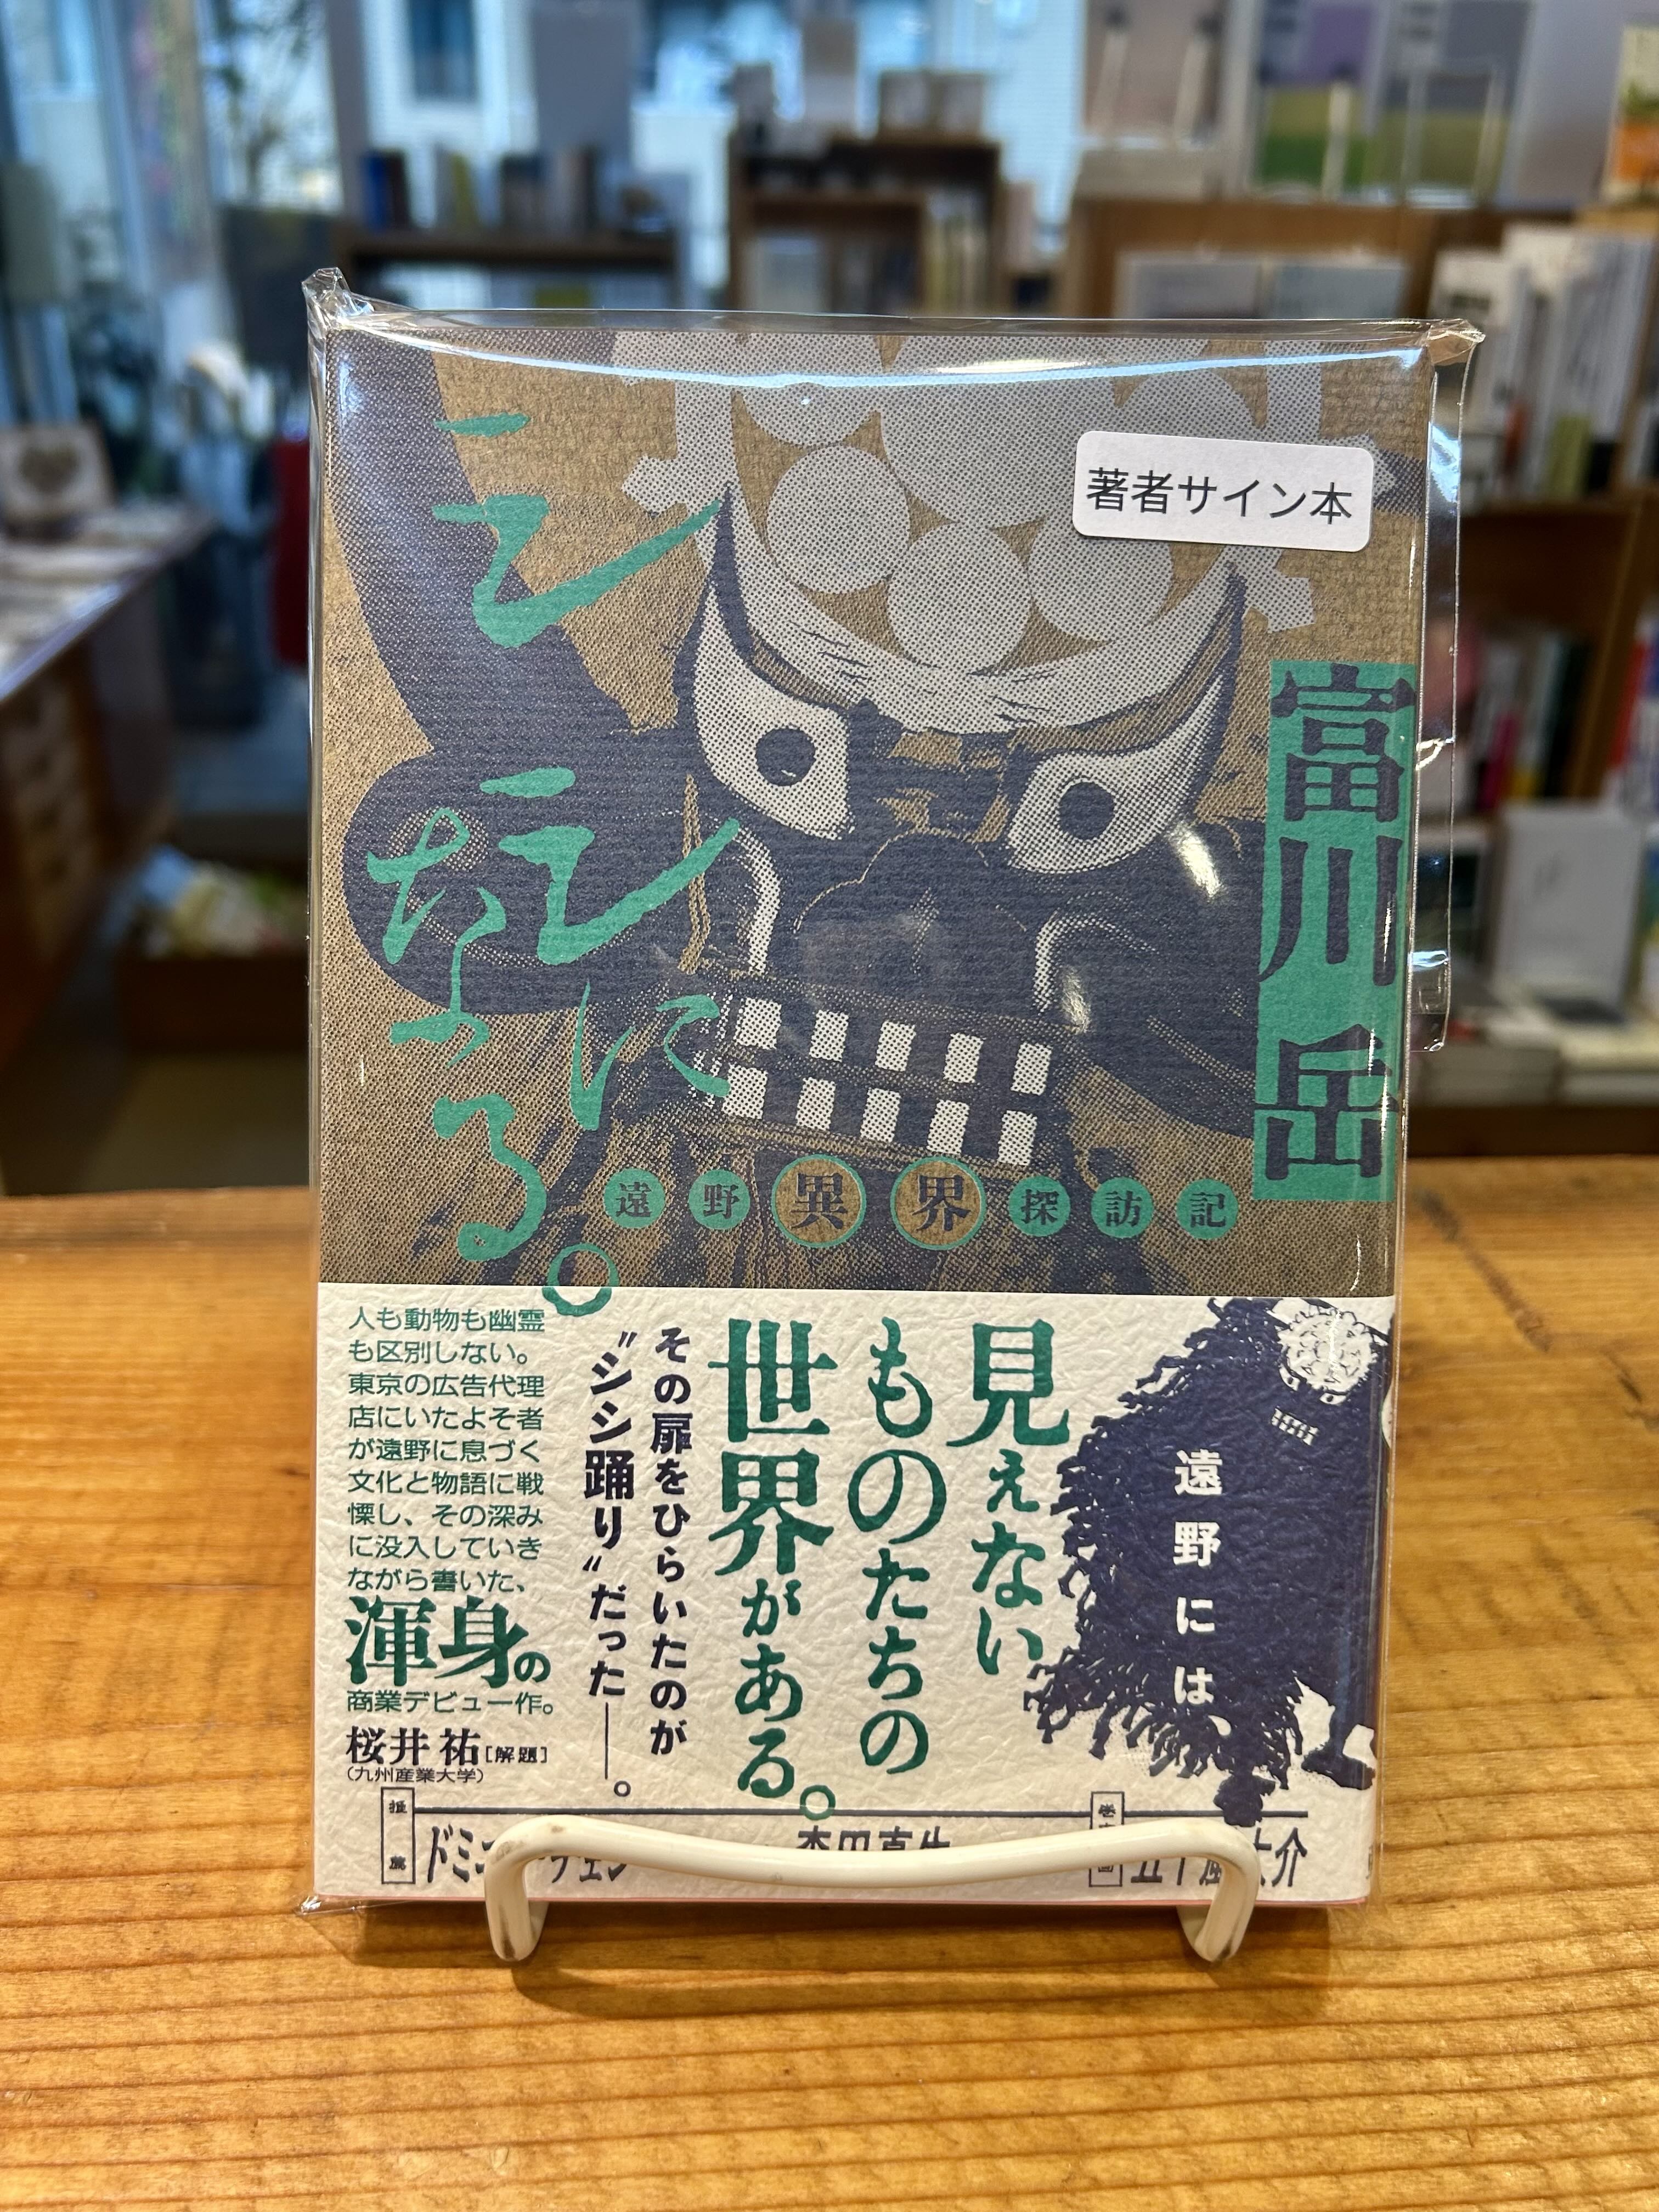 著者サイン本
富川岳
シシになる。
遠野異界探訪記
遠野には、
見えない
ものたちの
世界がある。
その扉をひらいたのが
〝シシ踊り〟だった――。
人も動物も幽霊
も区別しない。
東京の広告代理
店にいたよそ者
が遠野に息づく
文化と物語に戦
慄し、その深み
に没入していき
ながら書いた、
渾身の
商業デビュー作。
桜井祐［解題］
（九州産業大学）
推薦